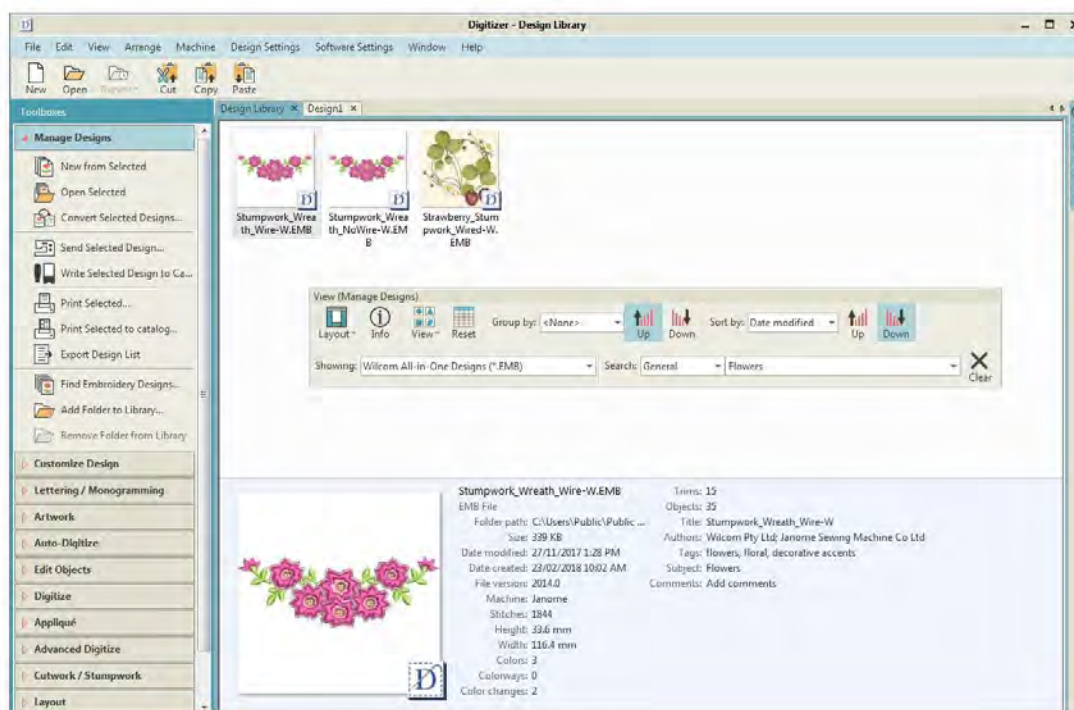 Digitizer - Design Library
File Edit View Arrange Machine Design Settings Software Settings Window Help
New Open Cut Copy Paste
Toolboxes
Design Library Design1
Manage Designs
New from Selected
Open Selected
Convert Selected Designs...
Send Selected Design...
Write Selected Design to Ca...
Print Selected...
Print Selected to catalog...
Export Design List
Find Embroidery Designs...
Add Folder to Library...
Remove Folder from Library
Customize Design
Lettering / Monogramming
Artwork
Auto-Digitize
Edit Objects
Digitize
Appliqué
Advanced Digitize
Cutwork / Stumpwork
Layout
Stumpwork_Wrea
th_Wire-W.EMB
Stumpwork_Wrea
th_NoWire-W.EM
B
Strawberry_Stum
pwork_Wired-W.
EMB
View (Manage Designs)
Layout Info View Reset Group by: <None> Up Down Sort by: Date modified Up Down
Showing: Wilcom All-in-One Designs (*.EMB) Search: General Flowers Clear
Stumpwork_Wreath_Wire-W.EMB
EMB File
Folder path: C:\Users\Public\Public ...
Size: 339 KB
Date modified: 27/11/2017 1:28 PM
Date created: 23/02/2018 10:02 AM
File version: 2014.0
Machine: Janome
Stitches: 1844
Height: 33.6 mm
Width: 116.4 mm
Colors: 3
Colorways: 0
Color changes: 2
Trims: 15
Objects: 35
Title: Stumpwork_Wreath_Wire-W
Authors: Wilcom Pty Ltd; Janome Sewing Machine Co Ltd
Tags: flowers, floral, decorative accents
Subject: Flowers
Comments: Add comments